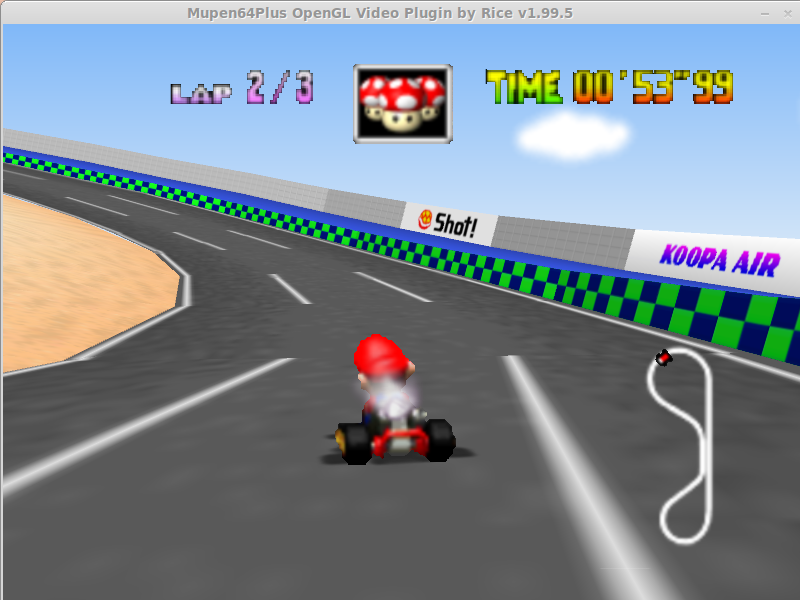 Mupen64Plus OpenGL Video Plugin by Rice v1.99.5
LAP 2/3
TIME 00'53"99
Shot!
KOOPA AIR